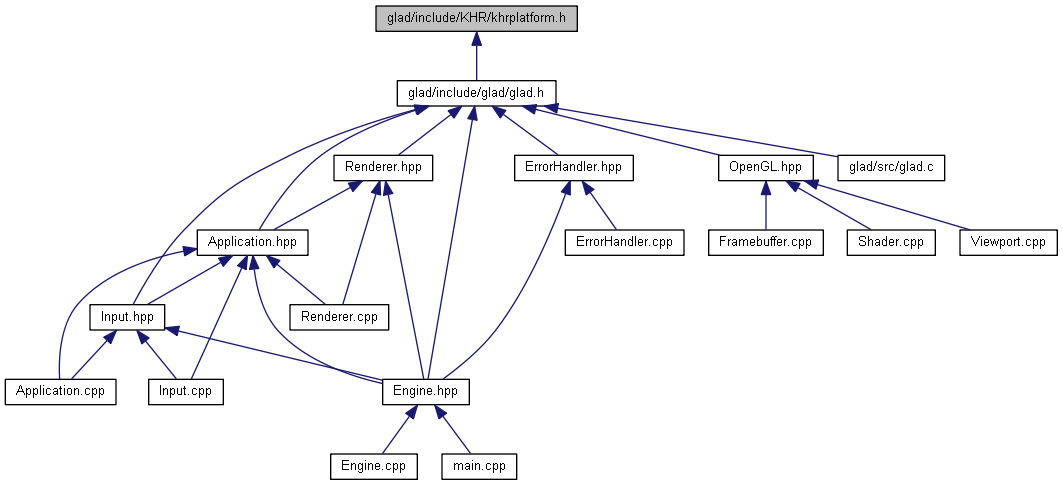 glad/include/KHR/khrplatform.h
glad/include/glad/glad.h
Renderer.hpp
ErrorHandler.hpp
OpenGL.hpp
glad/src/glad.c
Application.hpp
ErrorHandler.cpp
Framebuffer.cpp
Shader.cpp
Viewport.cpp
Input.hpp
Renderer.cpp
Application.cpp
Input.cpp
Engine.hpp
Engine.cpp
main.cpp